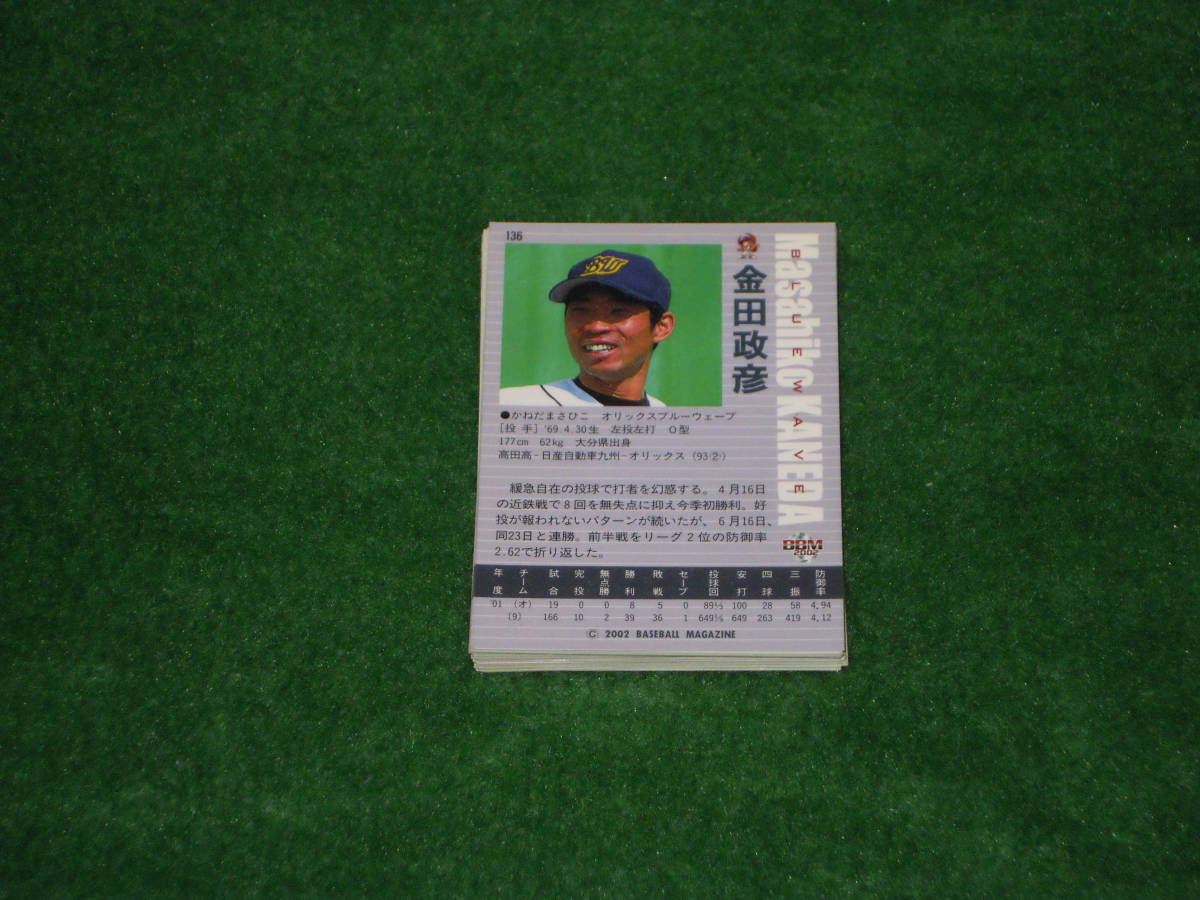 136
BW
金田政彦
Masahiko KANEDA
BLUEWAVE
●かねだまさひこ オリックスブルーウェーブ
[投手] '69.4.30生 左投左打 O型
177cm 62kg 大分県出身
高田高-日産自動車九州-オリックス (93②)
緩急自在の投球で打者を幻惑する。4月16日
の近鉄戦で8回を無失点に抑え今季初勝利。好
投が報われないパターンが続いたが、6月16日、
同23日と連勝。前半戦をリーグ2位の防御率
2.62で折り返した。
BBM
2002
年度 チーム 試合 完投 無点勝 勝利 敗戦 セーブ 投球回 安打 四球 三振 防御率
'01 (オ) 19 0 0 8 5 0 89⅓ 100 28 58 4.94
(9) 166 10 2 39 36 1 649⅓ 649 263 419 4.12
© 2002 BASEBALL MAGAZINE